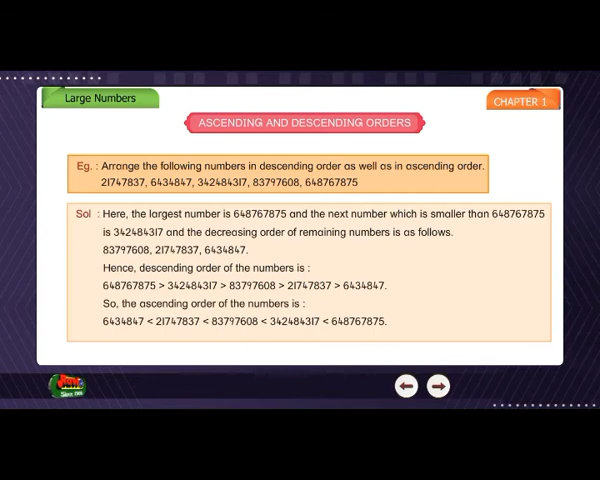 Large Numbers
CHAPTER 1
ASCENDING AND DESCENDING ORDERS
Eg. : Arrange the following numbers in descending order as well as in ascending order.
21747837, 6434847, 342484317, 83797608, 648767875
Sol : Here, the largest number is 648767875 and the next number which is smaller than 648767875
is 342484317 and the decreasing order of remaining numbers is as follows.
83797608, 21747837, 6434847.
Hence, descending order of the numbers is :
648767875 > 342484317 > 83797608 > 21747837 > 6434847.
So, the ascending order of the numbers is :
6434847 < 21747837 < 83797608 < 342484317 < 648767875.